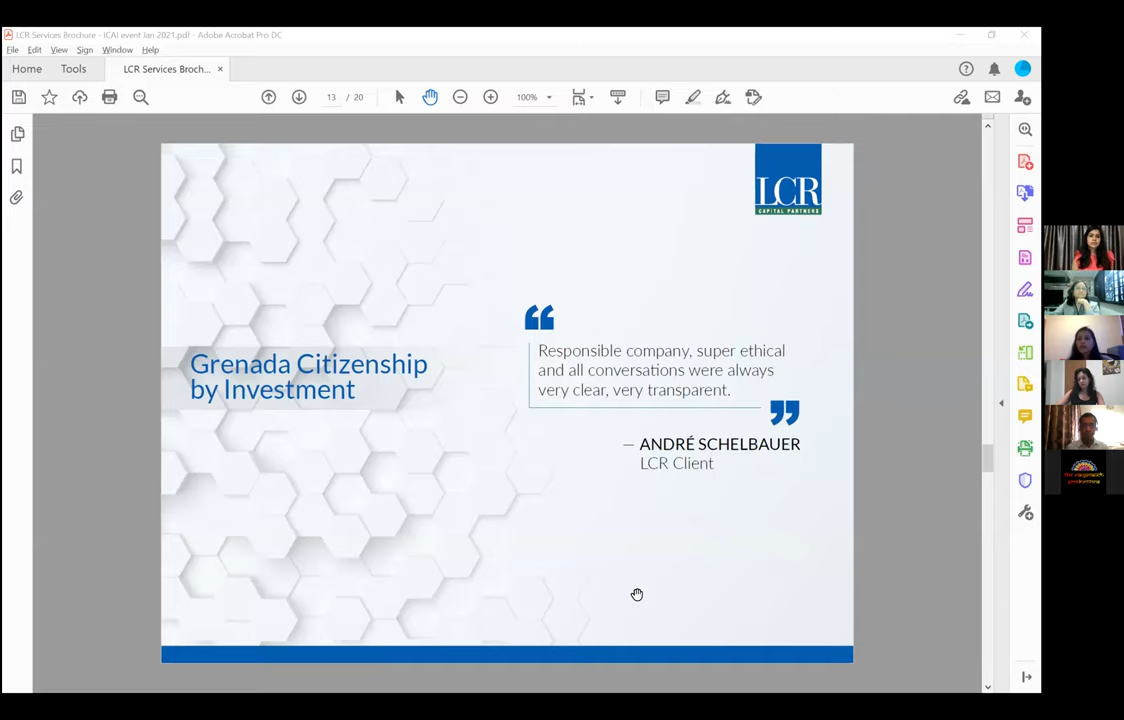 LCR Services Brochure - ICAI event Jan 2021.pdf - Adobe Acrobat Pro DC
File Edit View Sign Window Help
Home Tools LCR Services Broch... ×
13 / 20 100%
LCR
CAPITAL PARTNERS
Grenada Citizenship
by Investment
“
Responsible company, super ethical
and all conversations were always
very clear, very transparent.
”
— ANDRÉ SCHELBAUER
LCR Client